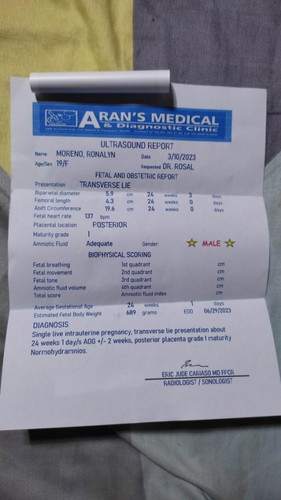 ARAN'S MEDICAL
& Diagnostic Clinic
ULTRASOUND REPORT
Name MORENO, RONALYN Date 3/10/2023
Age/Sex 19/F Requested DR. ROSAL
FETAL AND OBSTETRIC REPORT
Presentation TRANSVERSE LIE
Biparietal diameter 5.9 cm 24 weeks 3 days
Femoral length 4.3 cm 24 weeks 0 days
Abd'l Circumference 19.6 cm 24 weeks 0 days
Fetal heart rate 137 bpm
Placental location POSTERIOR
Maturity grade I
Amniotic Fluid Adequate Gender: MALE
BIOPHYSICAL SCORING
Fetal breathing 1st quadrant cm
Fetal movement 2nd quadrant cm
Fetal tone 3rd quadrant cm
Amniotic fluid volume 4th quadrant cm
Total score Amniotic fluid index cm
Average Gestational Age 24 weeks 1 days
Estimated Fetal Body Weight 689 grams EDD 06/29/2023
DIAGNOSIS
Single live intrauterine pregnancy, transverse lie presentation about
24 weeks 1 day/s AOG +/- 2 weeks, posterior placenta grade 1 maturity
Normohydramnios.
ERIC JUDE CARIASO MD FPCR
RADIOLOGIST / SONOLOGIST